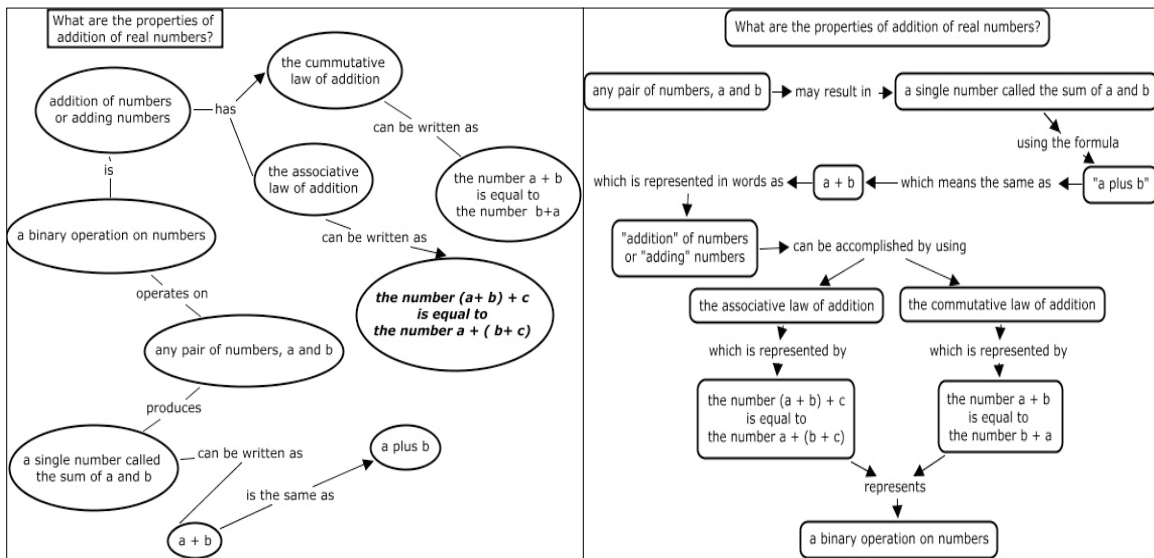 What are the properties of
addition of real numbers?
addition of numbers
or adding numbers
has
the cummutative
law of addition
can be written as
the number a + b
is equal to
the number b+a
the associative
law of addition
can be written as
the number (a+ b) + c
is equal to
the number a + ( b+ c)
is
a binary operation on numbers
operates on
any pair of numbers, a and b
produces
a single number called
the sum of a and b
can be written as
a + b
is the same as
a plus b
What are the properties of addition of real numbers?
any pair of numbers, a and b
may result in
a single number called the sum of a and b
using the formula
"a plus b"
which means the same as
a + b
which is represented in words as
"addition" of numbers
or "adding" numbers
can be accomplished by using
the associative law of addition
the commutative law of addition
which is represented by
which is represented by
the number (a + b) + c
is equal to
the number a + (b + c)
the number a + b
is equal to
the number b + a
represents
a binary operation on numbers